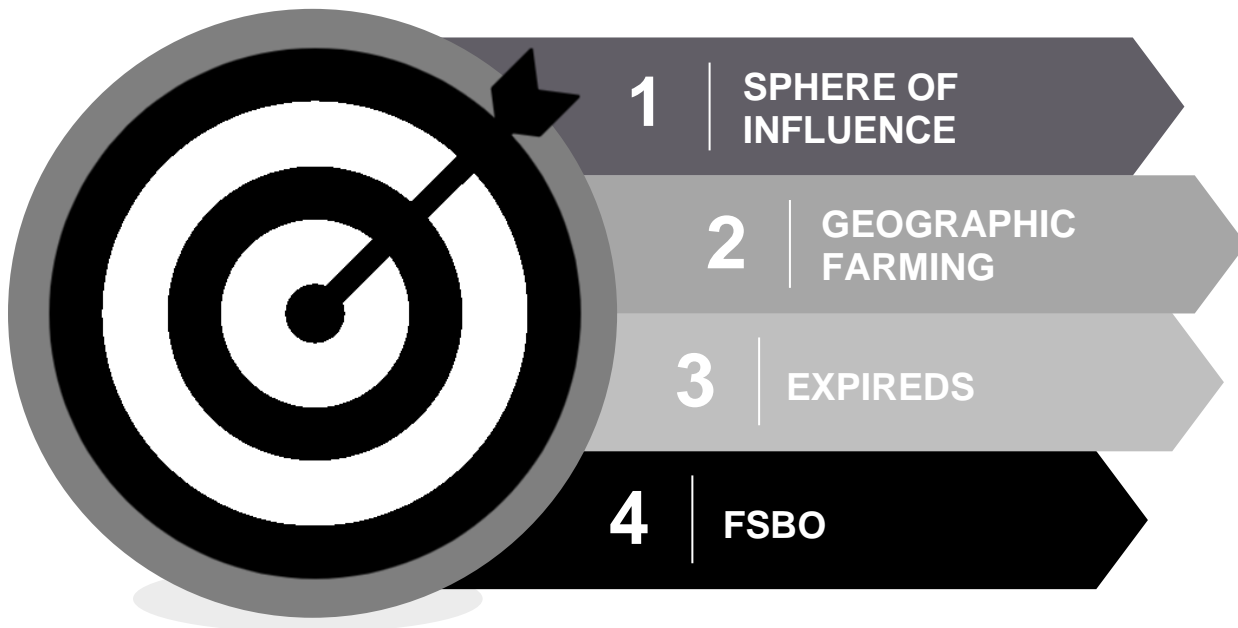 1
SPHERE OF
INFLUENCE
2
GEOGRAPHIC
FARMING
3
EXPIREDS
4
FSBO